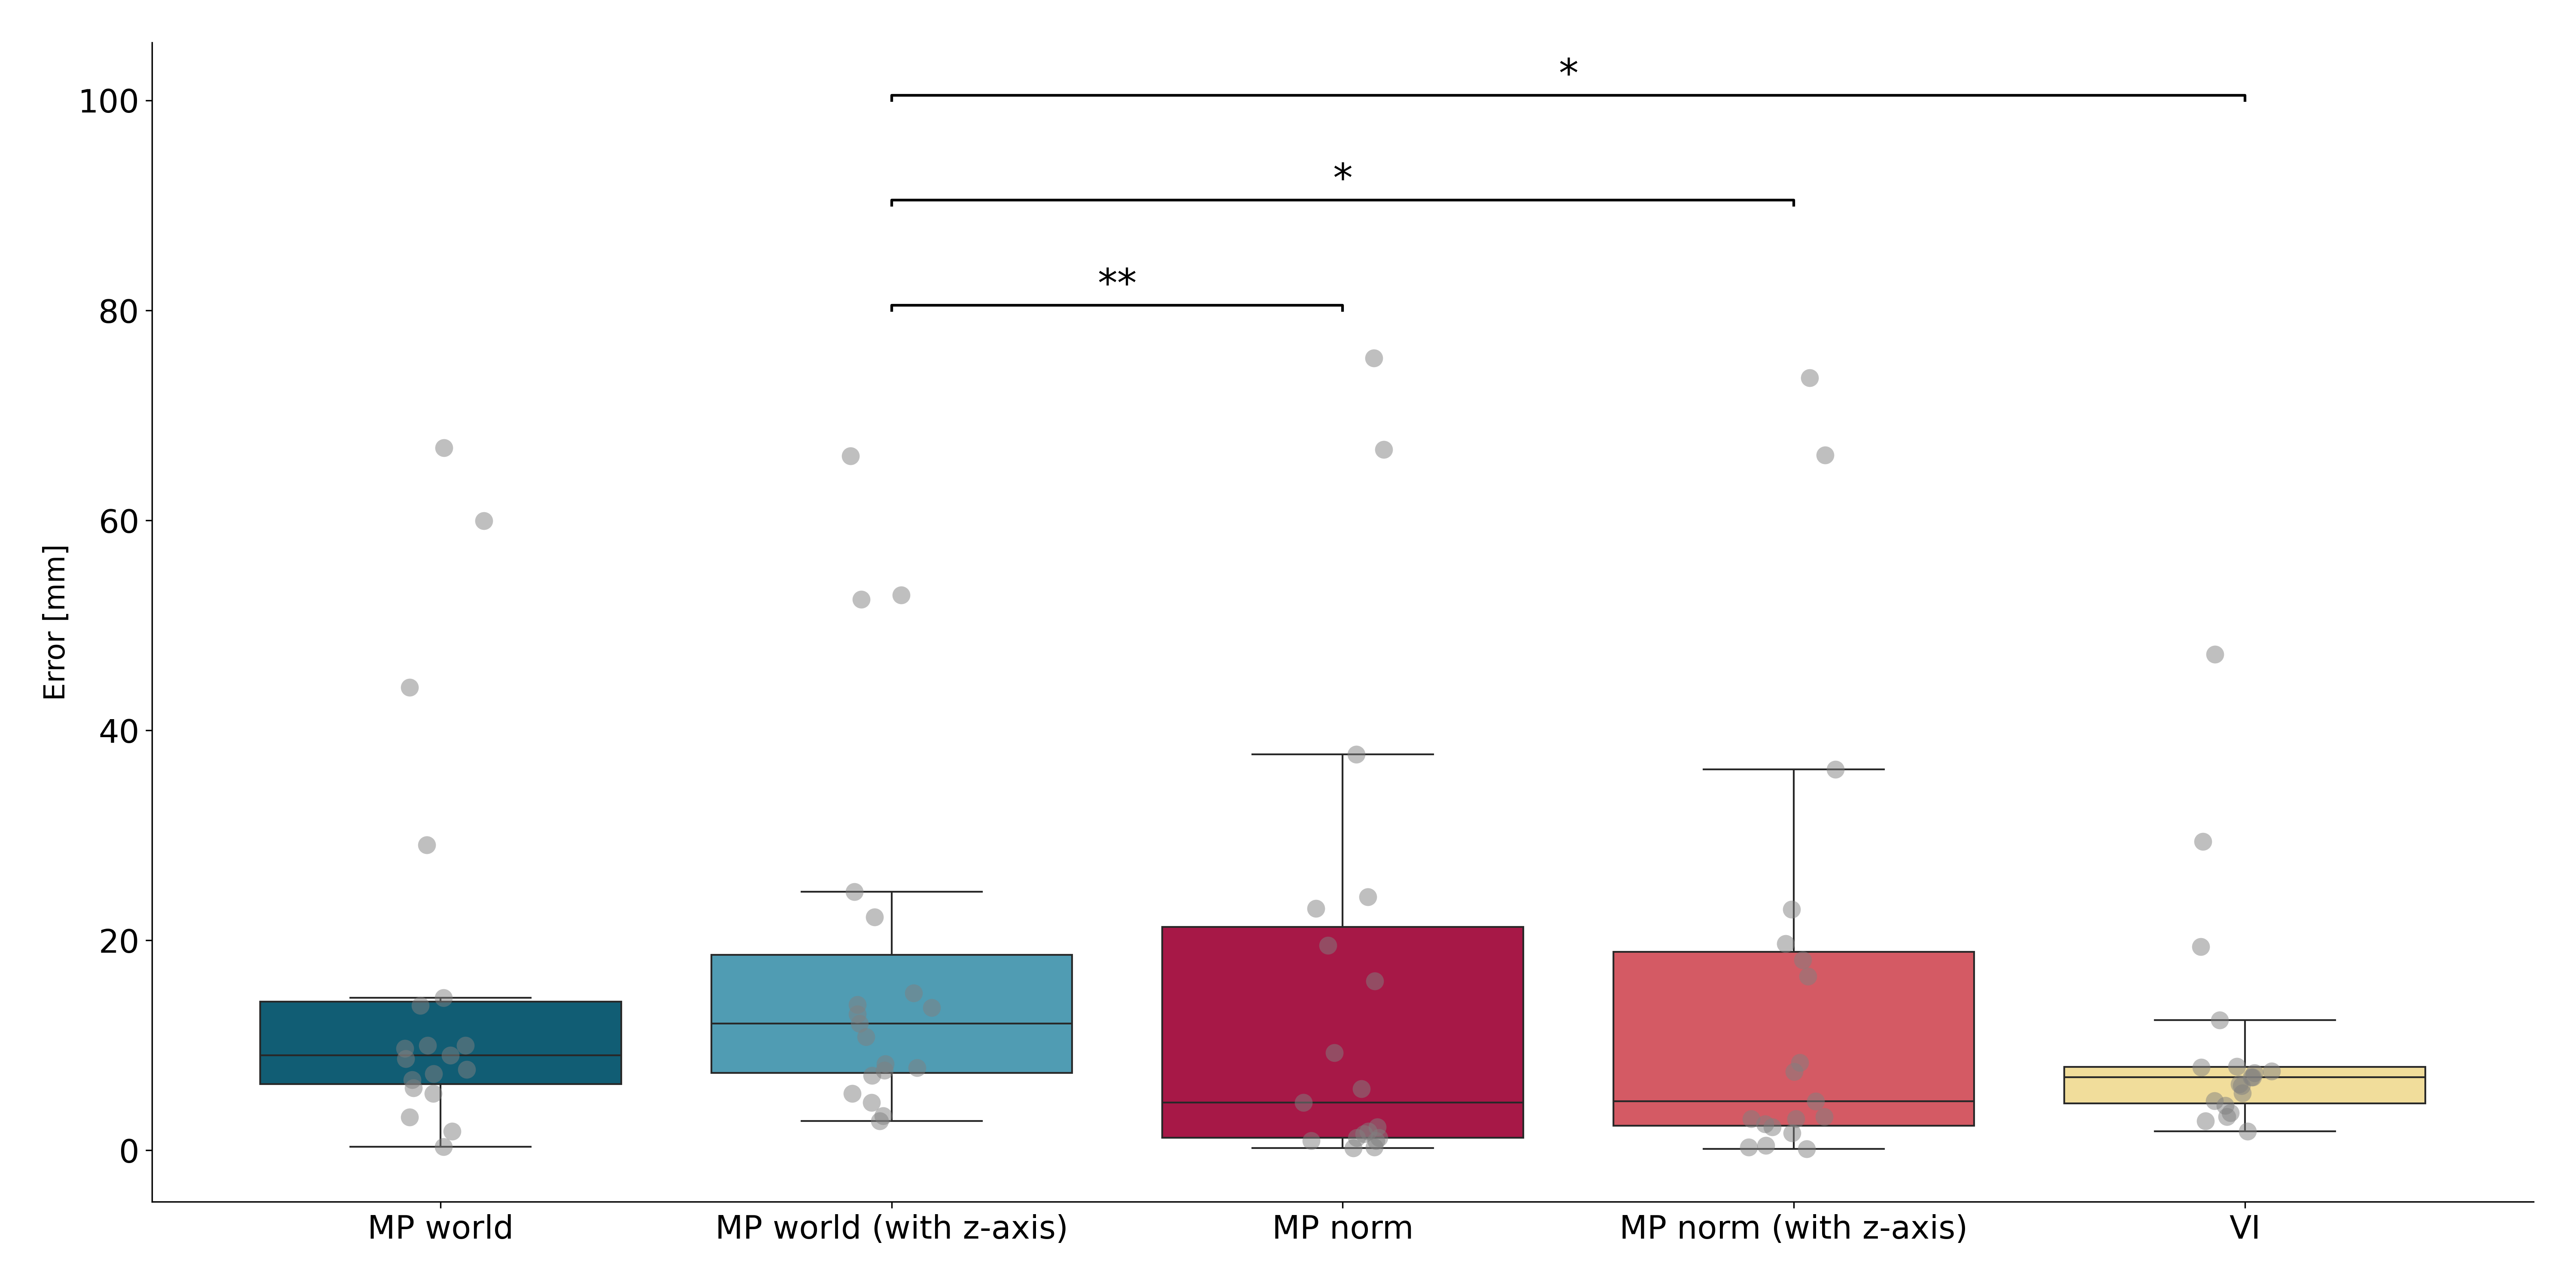 *
100
*
**
80
60
Error [mm]
40
20
0
MP world
MP world (with z-axis)
MP norm
MP norm (with z-axis)
VI